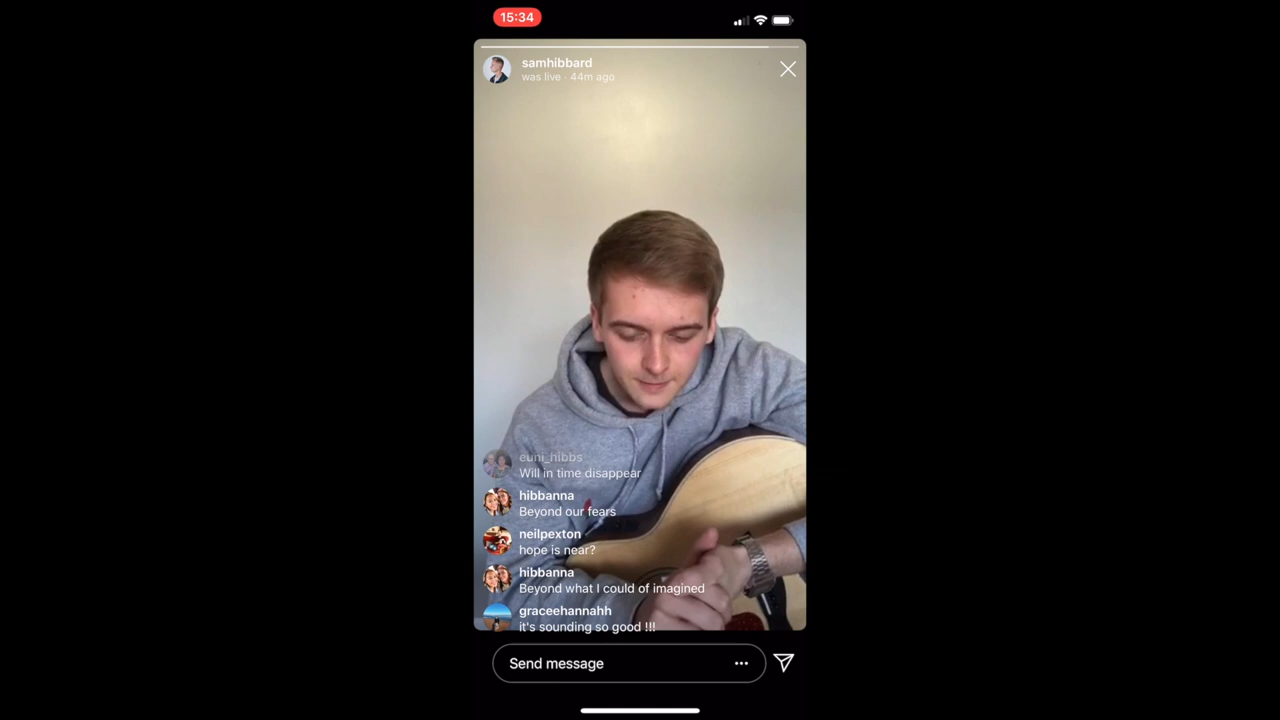 15:34
samhibbard
was live · 44m ago
euni_hibbs
Will in time disappear
hibbanna
Beyond our fears
neilpexton
hope is near?
hibbanna
Beyond what I could of imagined
graceehannahh
it's sounding so good !!!
Send message